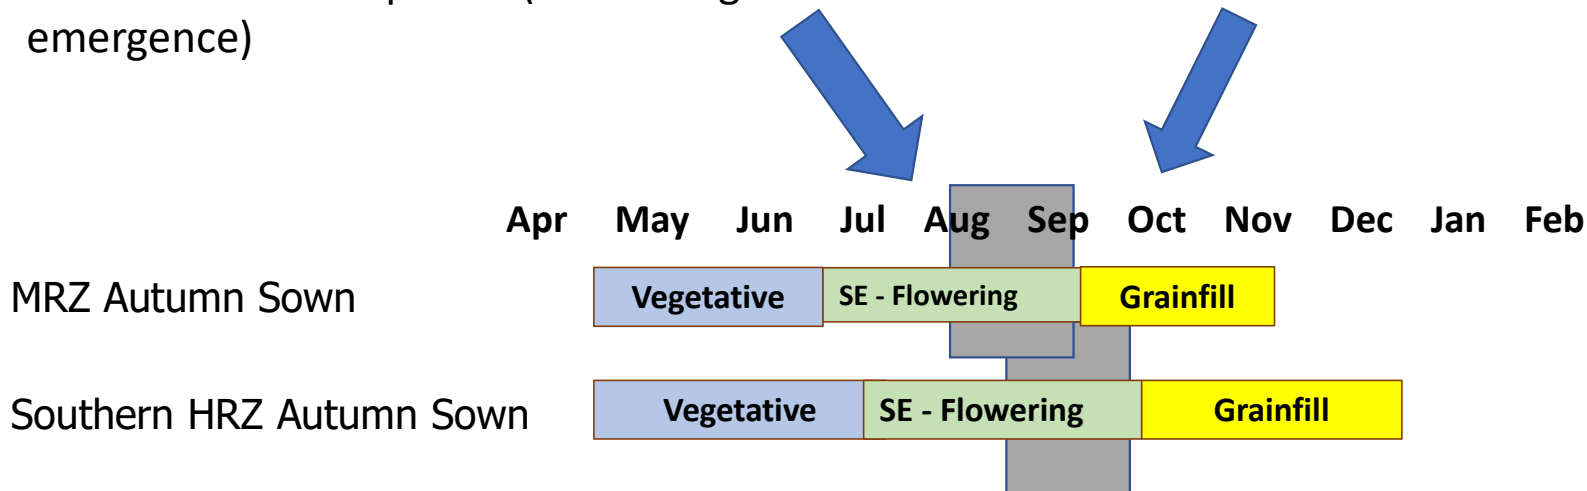 emergence)
Apr May Jun Jul Aug Sep Oct Nov Dec Jan Feb
MRZ Autumn Sown Vegetative SE - Flowering Grainfill
Southern HRZ Autumn Sown Vegetative SE - Flowering Grainfill